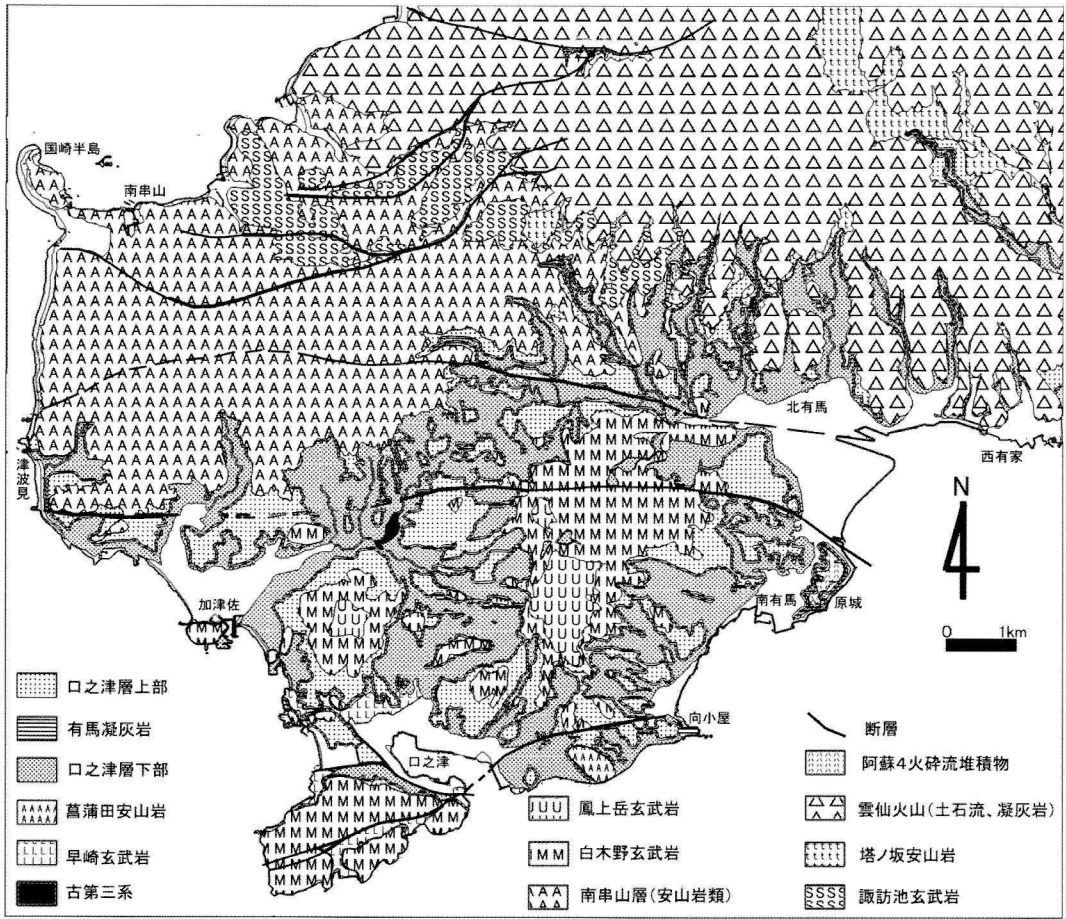 国崎半島
南串山
北有馬
西有家
津波見
N
加津佐
南有馬
原城
0 1km
向小屋
口之津
口之津層上部
有馬凝灰岩
口之津層下部
菖蒲田安山岩
早崎玄武岩
古第三系
鳳上岳玄武岩
白木野玄武岩
南串山層(安山岩類)
断層
阿蘇4火砕流堆積物
雲仙火山(土石流、凝灰岩)
塔ノ坂安山岩
諏訪池玄武岩